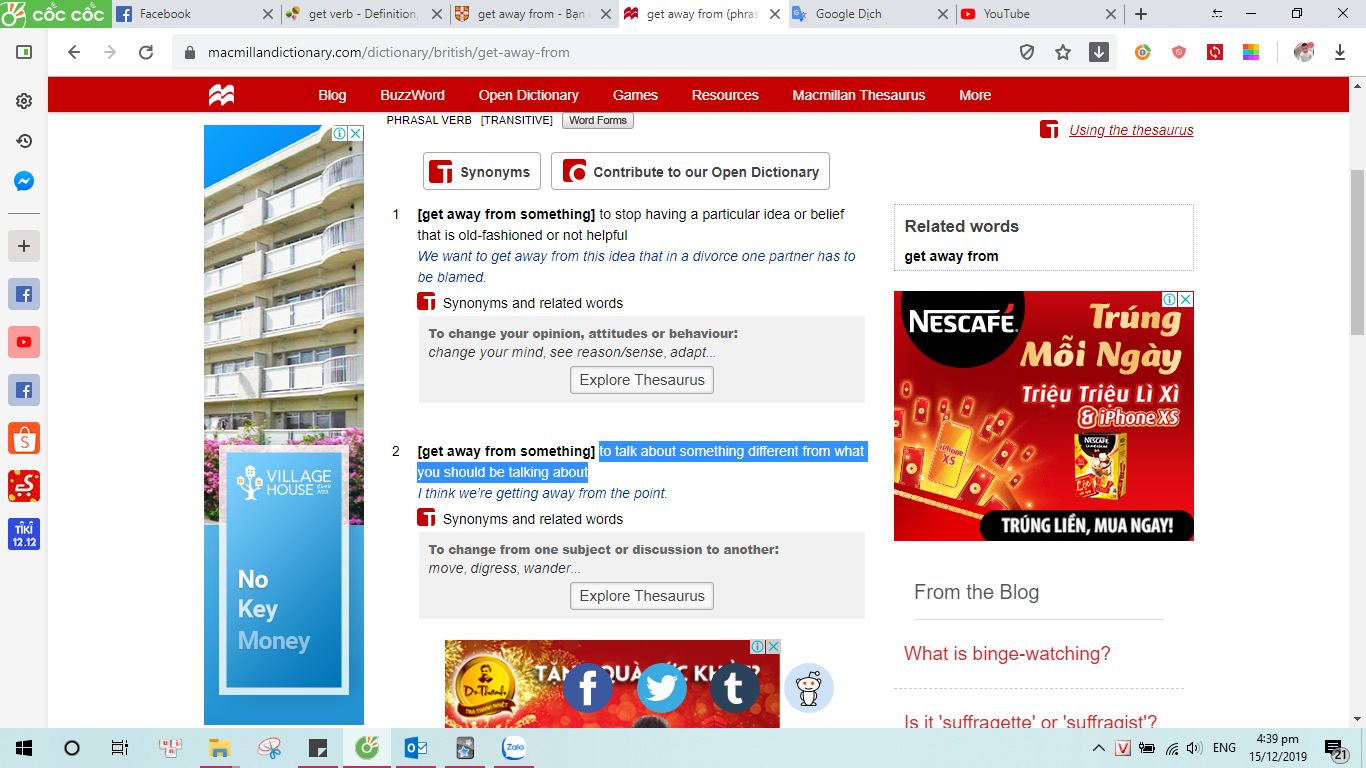 cốc cốc
Facebook
get verb - Definition,
get away from - Bạn
get away from (phras
Google Dịch
YouTube
macmillandictionary.com/dictionary/british/get-away-from
Blog
BuzzWord
Open Dictionary
Games
Resources
Macmillan Thesaurus
More
PHRASAL VERB [TRANSITIVE] Word Forms
Using the thesaurus
Synonyms
Contribute to our Open Dictionary
1 [get away from something] to stop having a particular idea or belief
that is old-fashioned or not helpful
We want to get away from this idea that in a divorce one partner has to
be blamed.
Synonyms and related words
To change your opinion, attitudes or behaviour:
change your mind, see reason/sense, adapt...
Explore Thesaurus
2 [get away from something] to talk about something different from what
you should be talking about
I think we're getting away from the point.
Synonyms and related words
To change from one subject or discussion to another:
move, digress, wander...
Explore Thesaurus
Related words
get away from
NESCAFÉ
Trúng
Mỗi Ngày
Triệu Triệu Lì Xì
& iPhone XS
iPhone
XS
NESCAFÉ
TRÚNG LIỀN, MUA NGAY!
VILLAGE
HOUSE
No
Key
Money
From the Blog
What is binge-watching?
Is it 'suffragette' or 'suffragist'?
Dr Thanh
TRÀ THANH NHIỆT
TIKI
12.12
Zalo
ENG
4:39 pm
15/12/2019
21